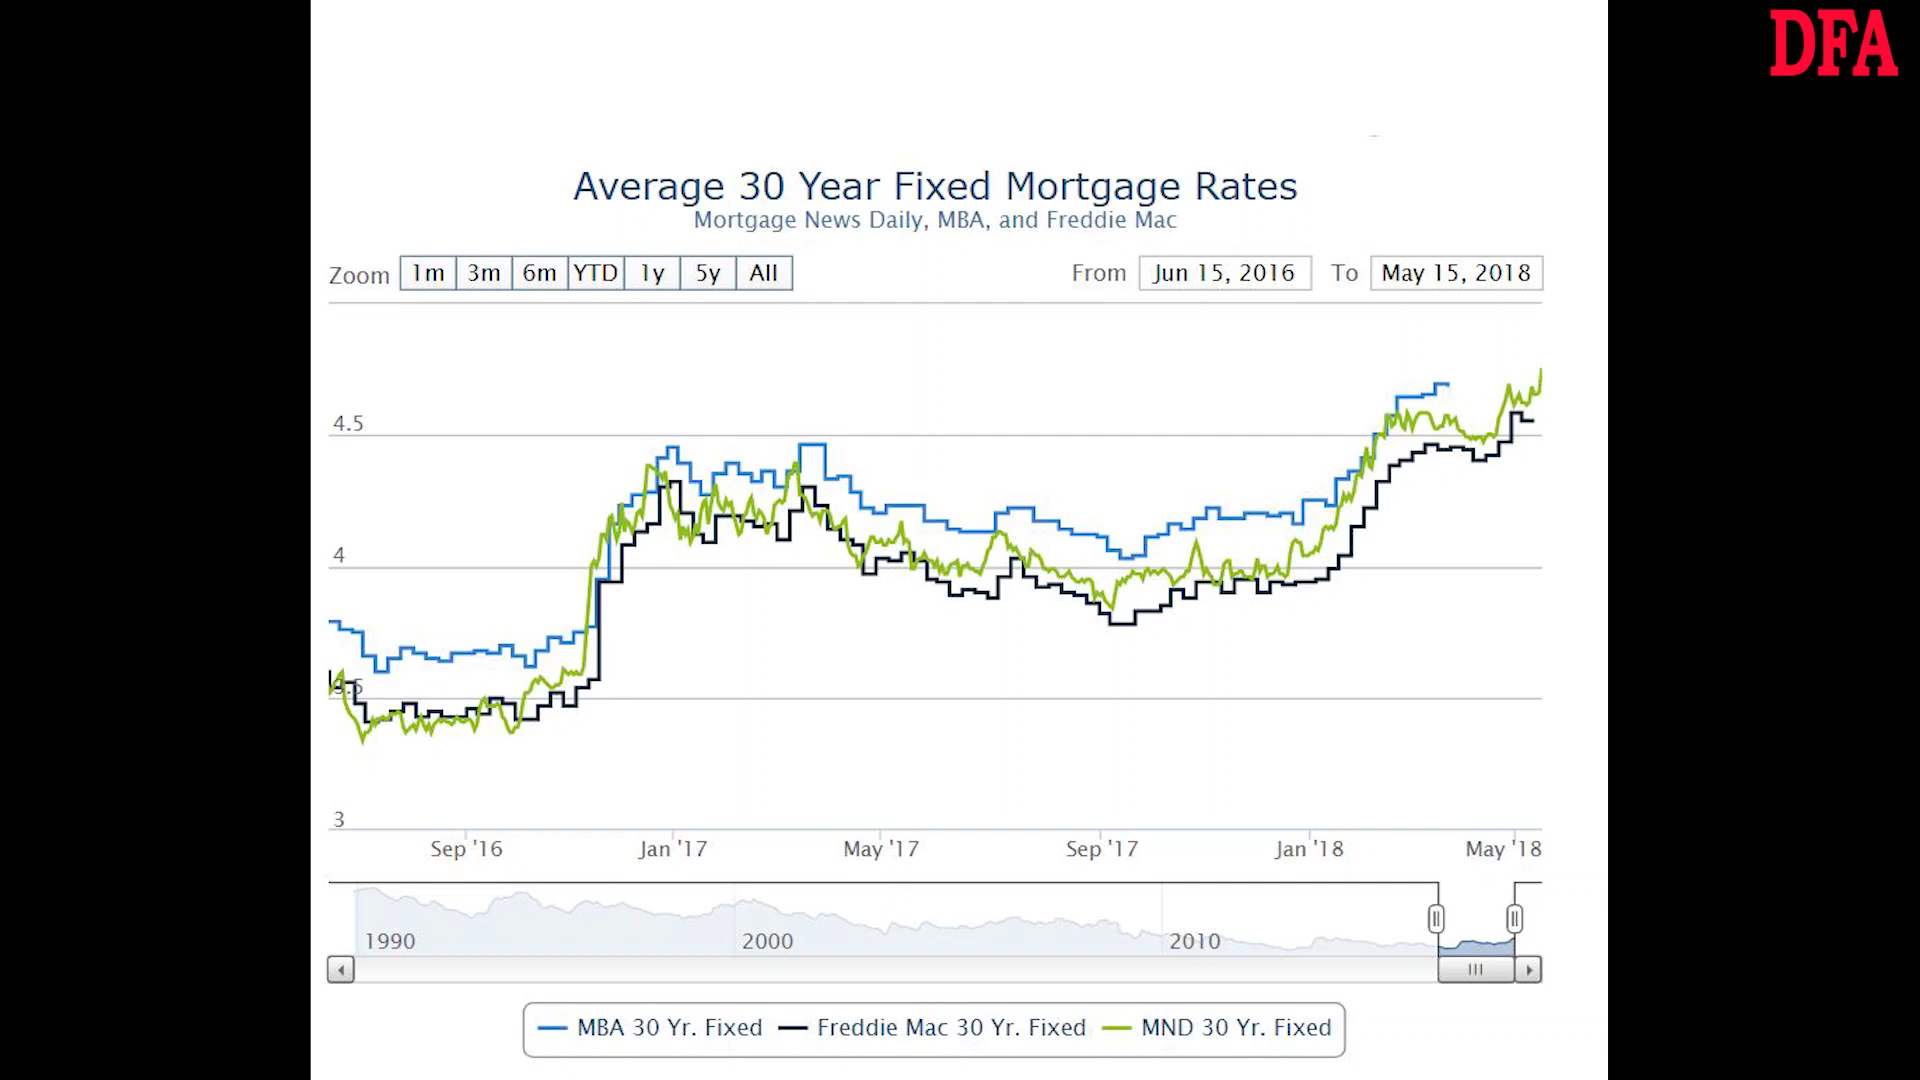 DFA
Average 30 Year Fixed Mortgage Rates
Mortgage News Daily, MBA, and Freddie Mac
Zoom 1m 3m 6m YTD 1y 5y All From Jun 15, 2016 To May 15, 2018
4.5
4
3.5
3
Sep '16 Jan '17 May '17 Sep '17 Jan '18 May '18
1990 2000 2010
MBA 30 Yr. Fixed Freddie Mac 30 Yr. Fixed MND 30 Yr. Fixed